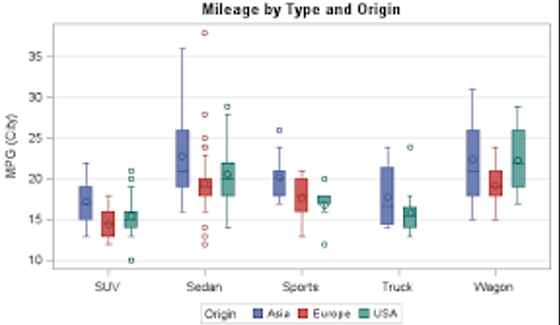 Mileage by Type and Origin
MPG (City)
35
30
25
20
15
10
SUV Sedan Sports Truck Wagon
Origin Asia Europe USA